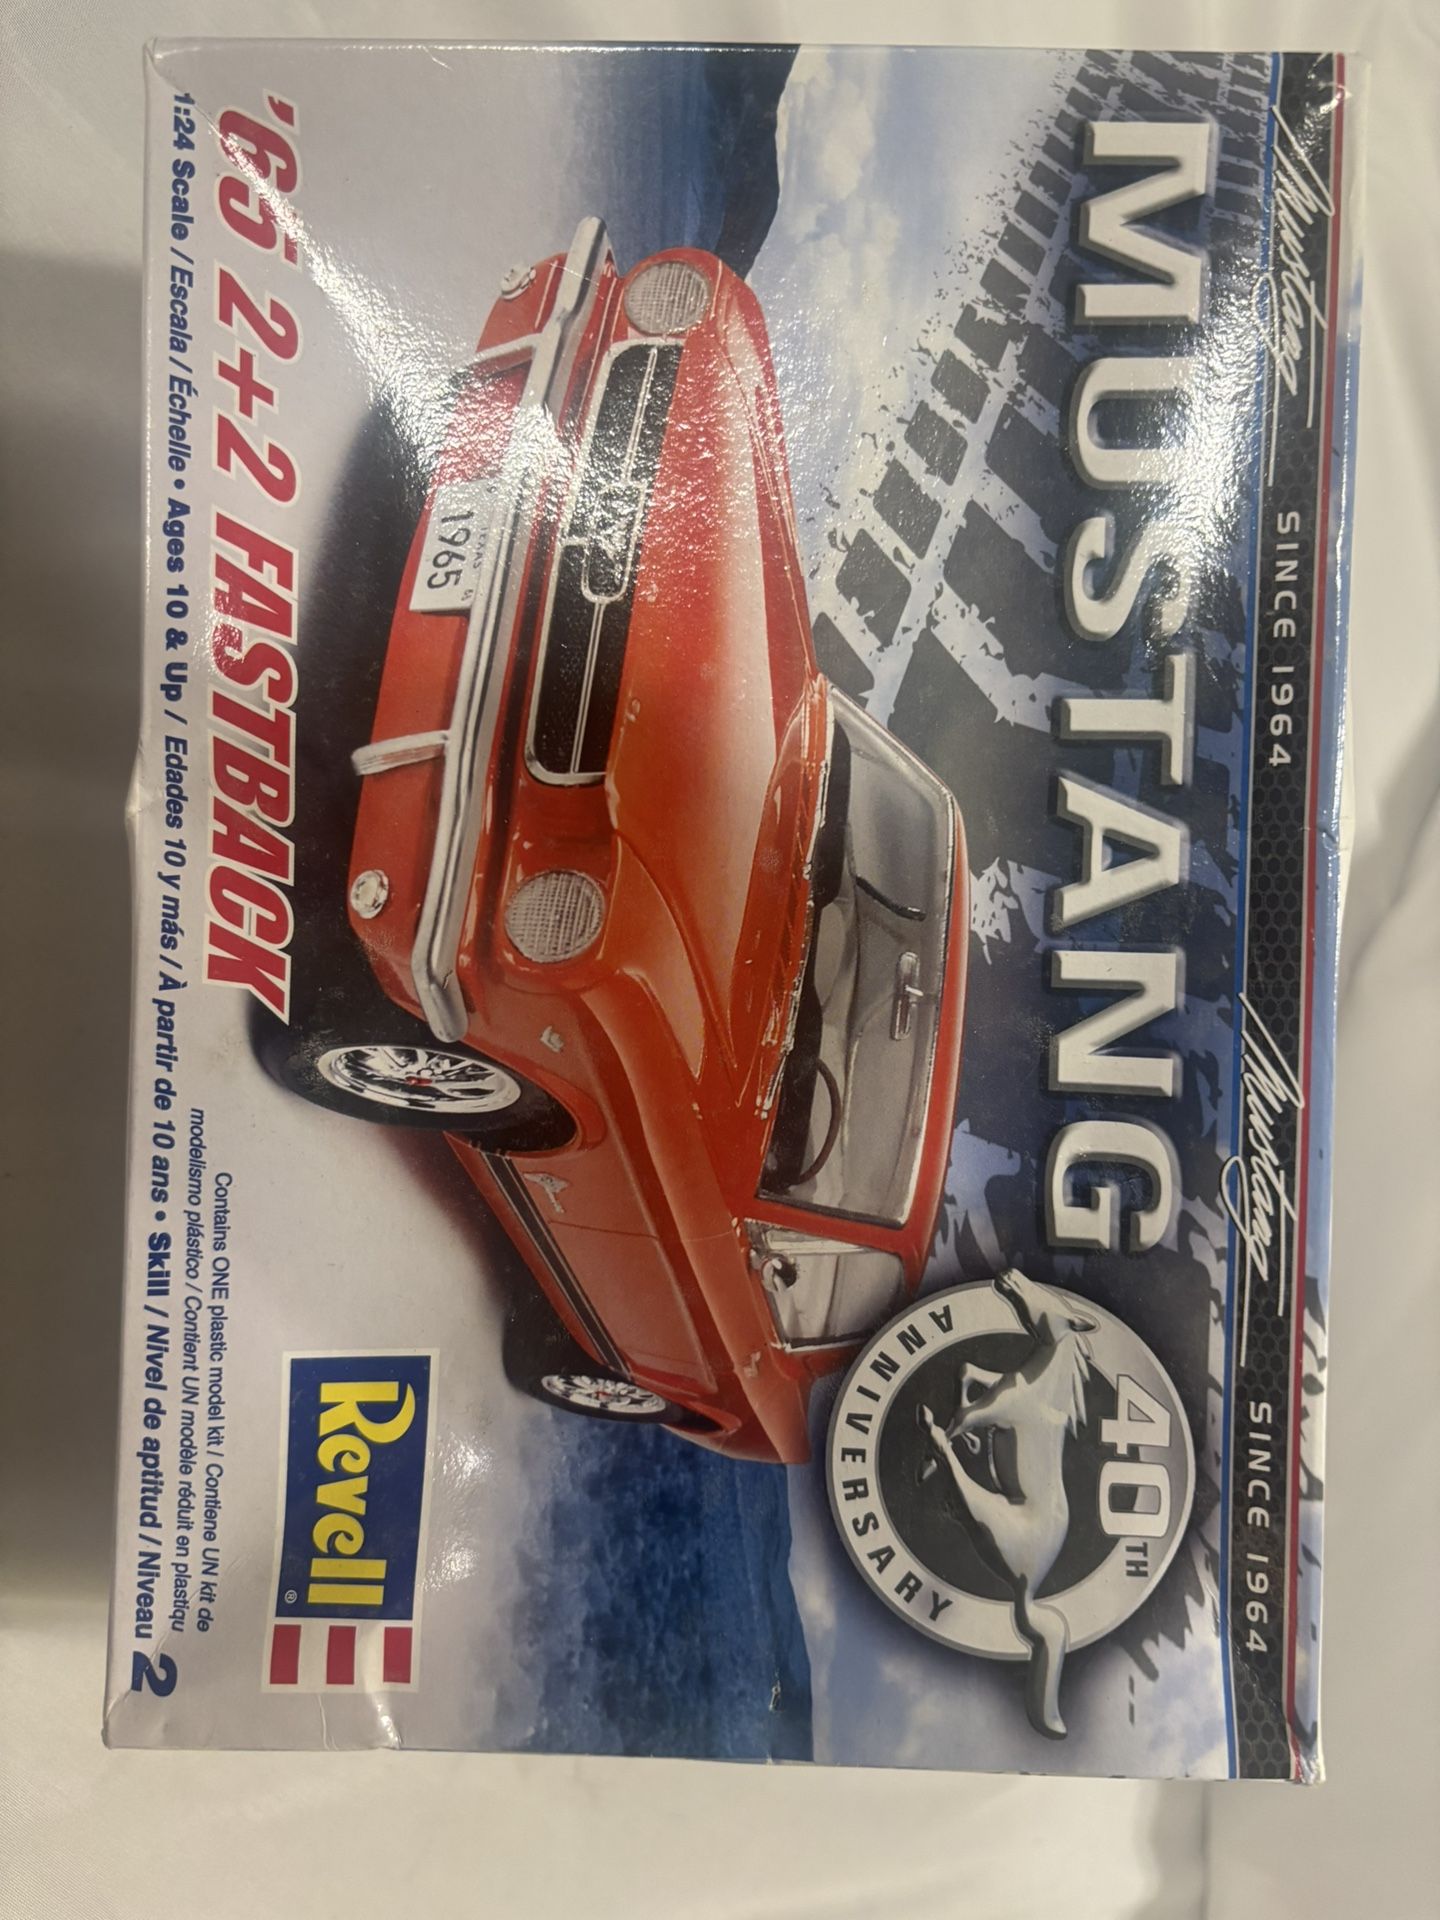 Mustang SINCE 1964 Mustang SINCE 1964
MUSTANG
40TH
ANNIVERSARY
TEXAS
1965
'65 2+2 FASTBACK
Revell®
Contains ONE plastic model kit / Contiene UN kit de
modelismo plástico / Contient UN modèle réduit en plastiqu
1:24 Scale / Escala / Échelle • Ages 10 & Up / Edades 10 y más / À partir de 10 ans • Skill / Nivel de aptitud / Niveau 2